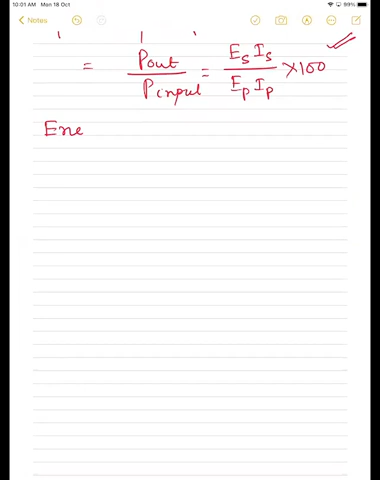 10:01 AM Mon 18 Oct 99%
Notes
= Pout / Pinput = EsIs / EpIp ×100
Ene